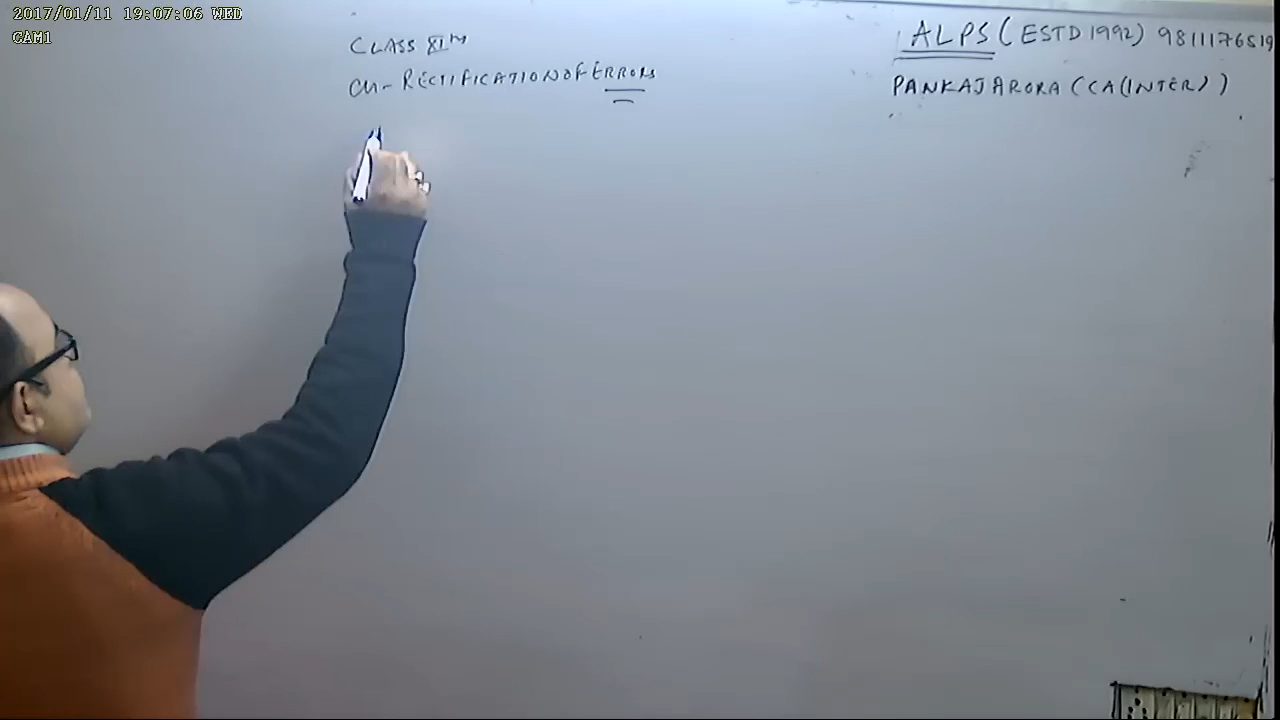 2017/01/11 19:07:06 WED
CAM1
CLASS XITH
CH- RECTIFICATION OF ERRORS
ALPS (ESTD 1992) 9811176519
PANKAJ ARORA (CA(INTER))